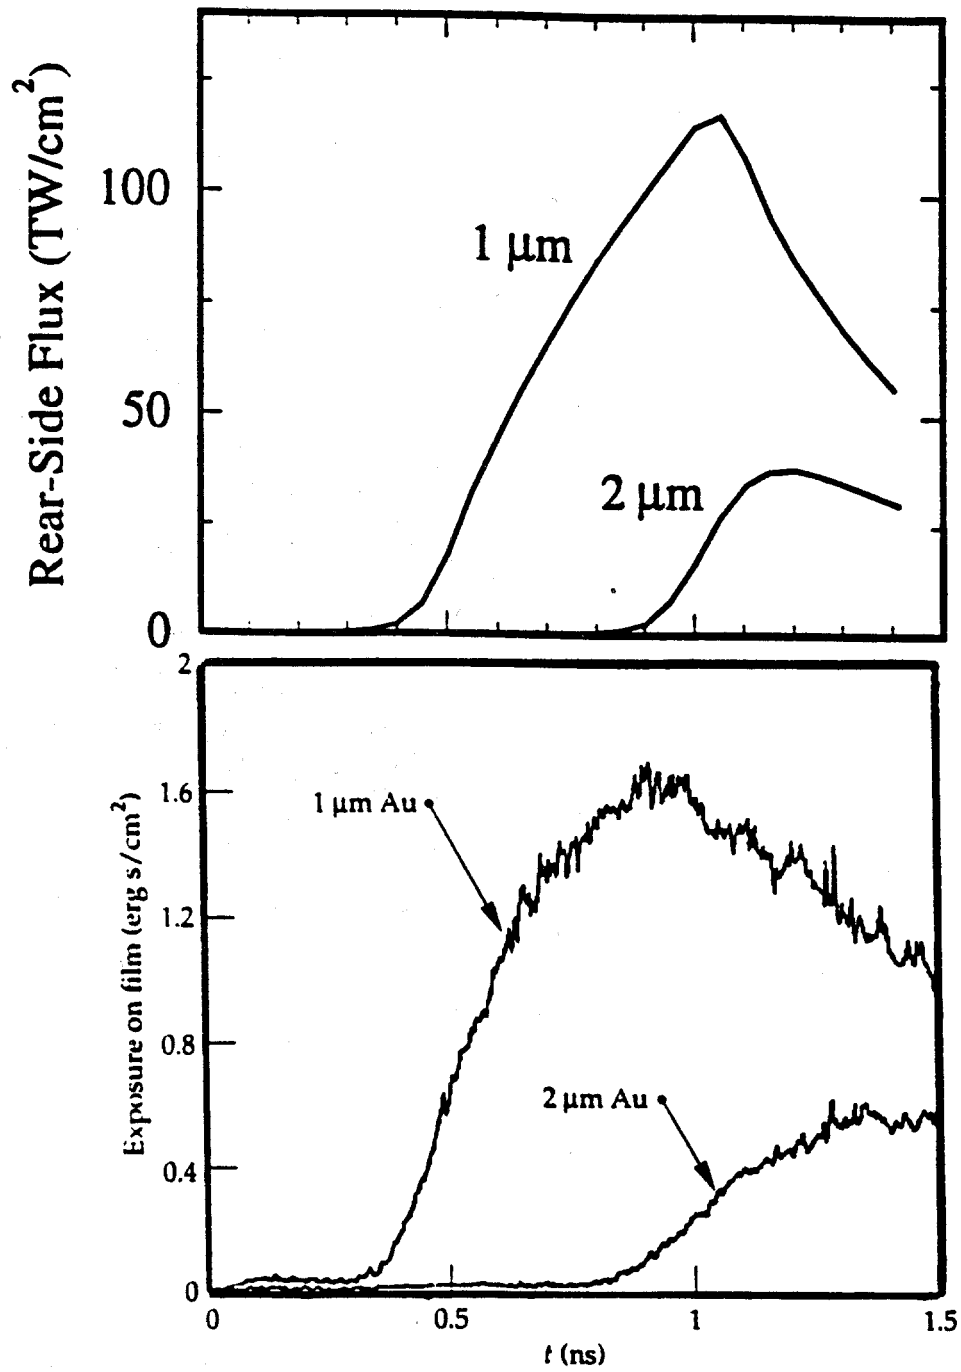 Rear-Side Flux (TW/cm²)
100
50
0
1 μm
2 μm
Exposure on film (erg s/cm²)
2
1.6
1.2
0.8
0.4
0
1 μm Au
2 μm Au
0
0.5
1
1.5
t (ns)